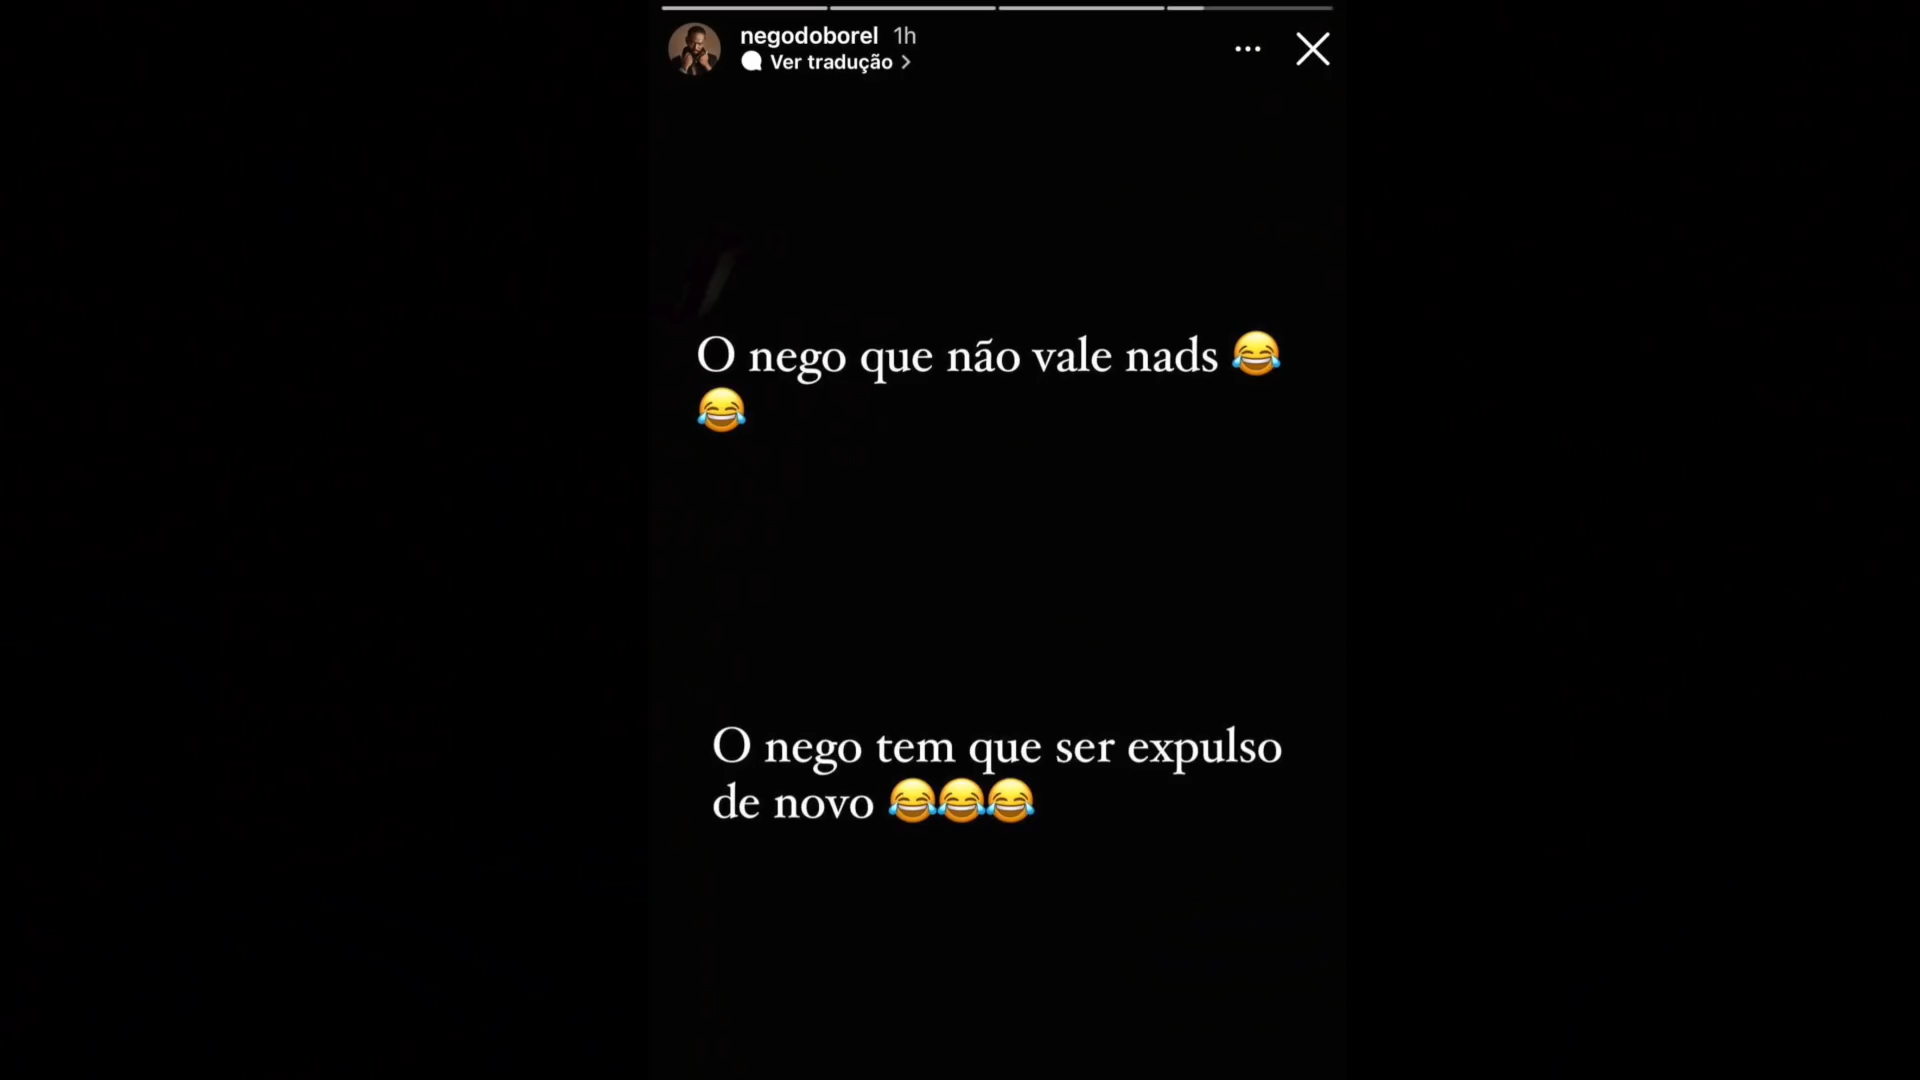 negodoborel 1h
Ver tradução
O nego que não vale nads 😂
😂
O nego tem que ser expulso
de novo 😂😂😂